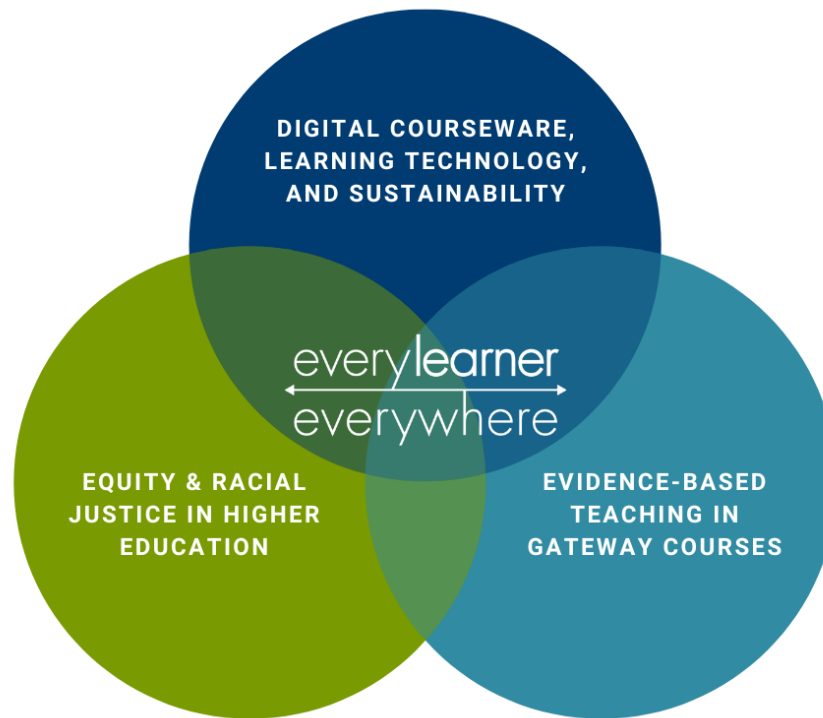 DIGITAL COURSEWARE,
LEARNING TECHNOLOGY,
AND SUSTAINABILITY
everylearner
everywhere
EQUITY & RACIAL
JUSTICE IN HIGHER
EDUCATION
EVIDENCE-BASED
TEACHING IN
GATEWAY COURSES